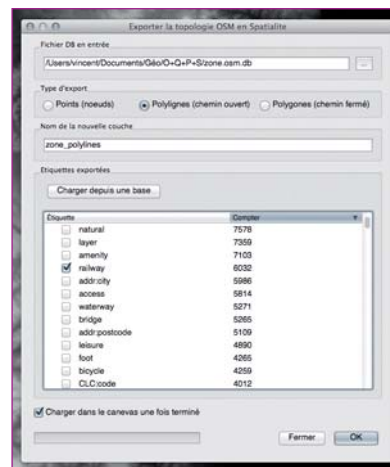 Exporter la topologie OSM en Spatialite
Fichier DB en entrée
/Users/vincent/Documents/Géo/O+Q+P+S/zone.osm.db
...
Type d'export
Points (noeuds) Polylignes (chemin ouvert) Polygones (chemin fermé)
Nom de la nouvelle couche
zone_polylines
Etiquettes exportées
Charger depuis une base
Étiquette Compter
natural 7578
layer 7359
amenity 7103
railway 6032
addr:city 5986
access 5814
waterway 5271
bridge 5265
addr:postcode 5109
leisure 4890
foot 4265
bicycle 4259
CLC:code 4012
Charger dans le canevas une fois terminé
Fermer OK